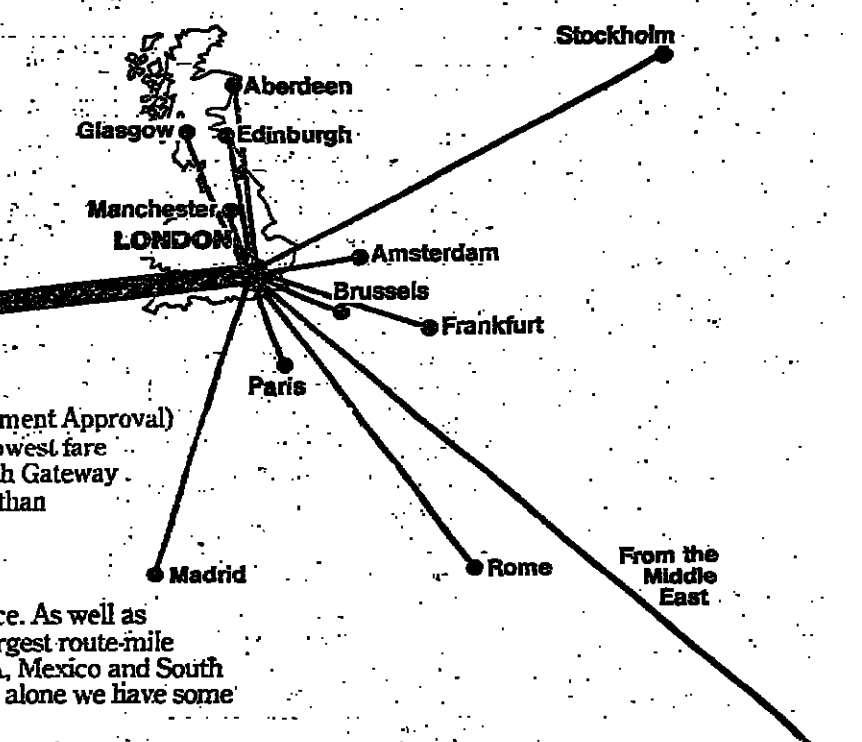 Stockholm
Aberdeen
Glasgow
Edinburgh
Manchester
LONDON
Amsterdam
Brussels
Frankfurt
Paris
ment Approval)
owest fare
h Gateway
than
Madrid
Rome
From the
Middle
East
ce. As well as
rgest route-mile
, Mexico and South
alone we have some